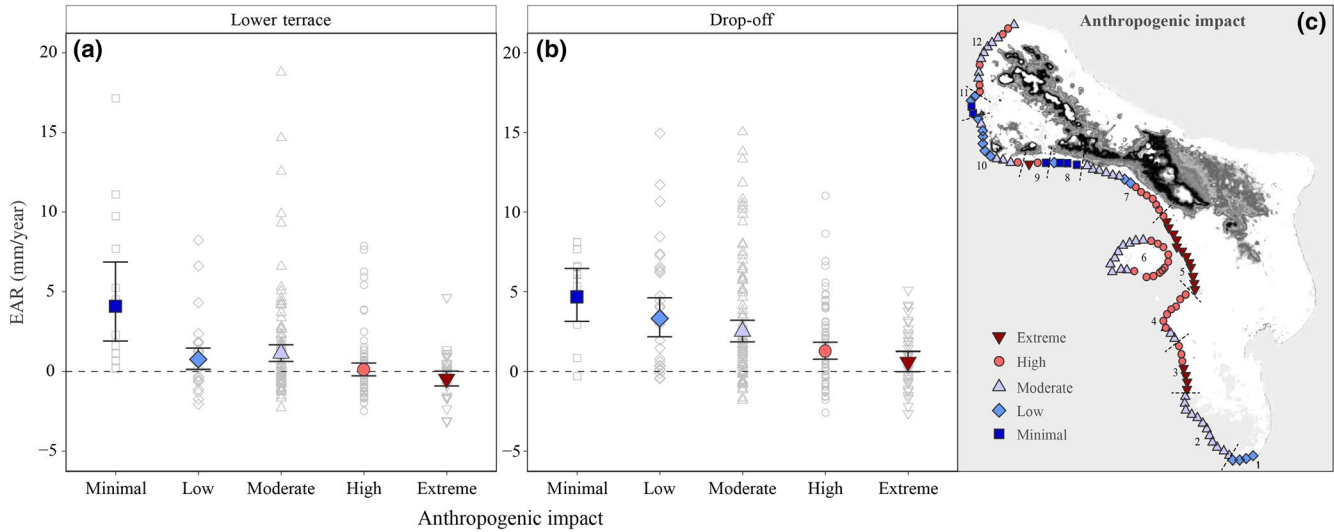 Lower terrace
Drop-off
(a)
(b)
Anthropogenic impact
(c)
20
15
10
5
0
−5
20
15
10
5
0
−5
EAR (mm/year)
Minimal
Low
Moderate
High
Extreme
Minimal
Low
Moderate
High
Extreme
Anthropogenic impact
12
11
10
9
8
7
6
5
4
3
2
1
Extreme
High
Moderate
Low
Minimal